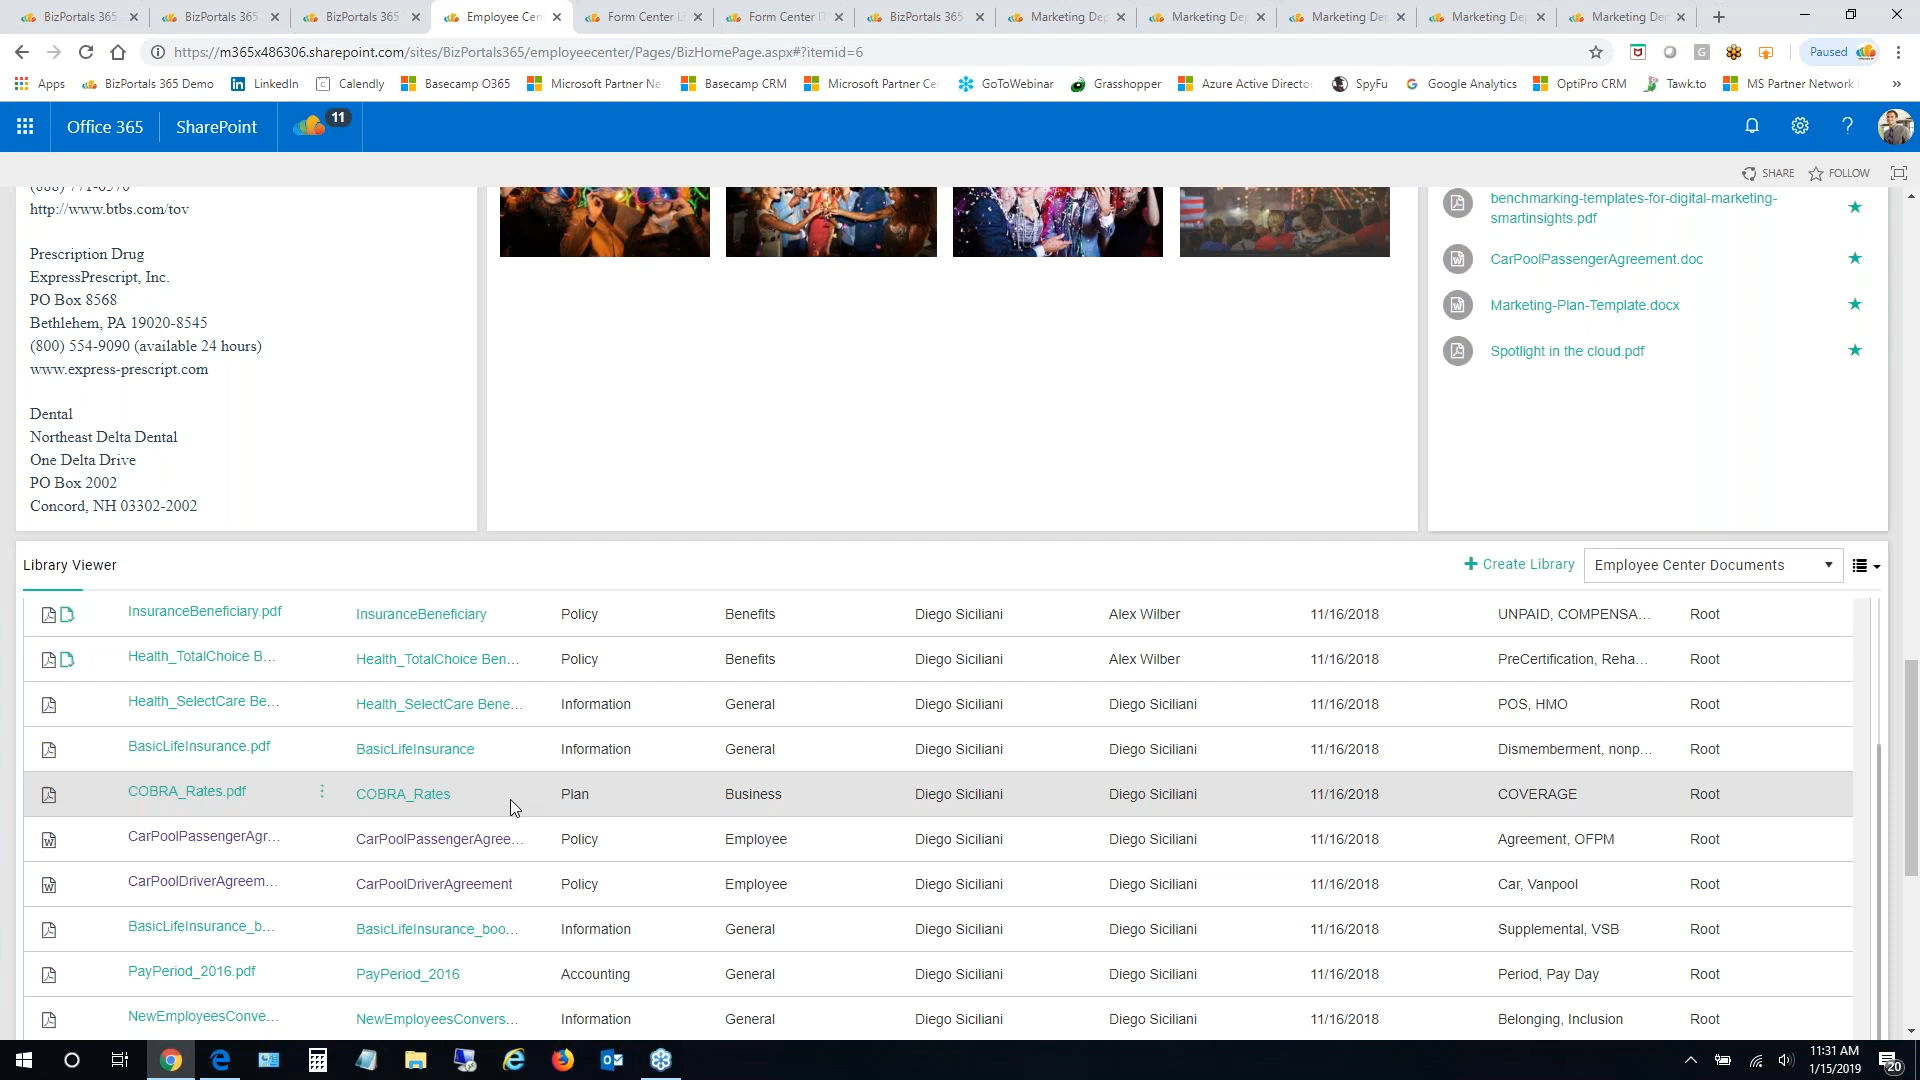 BizPortals 365
BizPortals 365
BizPortals 365
Employee Cen
Form Center
Form Center
BizPortals 365
Marketing De
Marketing De
Marketing De
Marketing De
Marketing De
https://m365x486306.sharepoint.com/sites/BizPortals365/employeecenter/Pages/BizHomePage.aspx#?itemid=6
Paused
Apps
BizPortals 365 Demo
LinkedIn
Calendly
Basecamp O365
Microsoft Partner Ne
Basecamp CRM
Microsoft Partner Ce
GoToWebinar
Grasshopper
Azure Active Director
SpyFu
Google Analytics
OptiPro CRM
Tawk.to
MS Partner Network
Office 365
SharePoint
11
SHARE
FOLLOW
http://www.btbs.com/tov
Prescription Drug
ExpressPrescript, Inc.
PO Box 8568
Bethlehem, PA 19020-8545
(800) 554-9090 (available 24 hours)
www.express-prescript.com
Dental
Northeast Delta Dental
One Delta Drive
PO Box 2002
Concord, NH 03302-2002
benchmarking-templates-for-digital-marketing-
smartinsights.pdf
CarPoolPassengerAgreement.doc
Marketing-Plan-Template.docx
Spotlight in the cloud.pdf
Library Viewer
+ Create Library
Employee Center Documents
InsuranceBeneficiary.pdf InsuranceBeneficiary Policy Benefits Diego Siciliani Alex Wilber 11/16/2018 UNPAID, COMPENSA... Root
Health_TotalChoice B... Health_TotalChoice Ben... Policy Benefits Diego Siciliani Alex Wilber 11/16/2018 PreCertification, Reha... Root
Health_SelectCare Be... Health_SelectCare Bene... Information General Diego Siciliani Diego Siciliani 11/16/2018 POS, HMO Root
BasicLifeInsurance.pdf BasicLifeInsurance Information General Diego Siciliani Diego Siciliani 11/16/2018 Dismemberment, nonp... Root
COBRA_Rates.pdf COBRA_Rates Plan Business Diego Siciliani Diego Siciliani 11/16/2018 COVERAGE Root
CarPoolPassengerAgr... CarPoolPassengerAgree... Policy Employee Diego Siciliani Diego Siciliani 11/16/2018 Agreement, OFPM Root
CarPoolDriverAgreem... CarPoolDriverAgreement Policy Employee Diego Siciliani Diego Siciliani 11/16/2018 Car, Vanpool Root
BasicLifeInsurance_b... BasicLifeInsurance_boo... Information General Diego Siciliani Diego Siciliani 11/16/2018 Supplemental, VSB Root
PayPeriod_2016.pdf PayPeriod_2016 Accounting General Diego Siciliani Diego Siciliani 11/16/2018 Period, Pay Day Root
NewEmployeesConve... NewEmployeesConvers... Information General Diego Siciliani Diego Siciliani 11/16/2018 Belonging, Inclusion Root
11:31 AM
1/15/2019
20